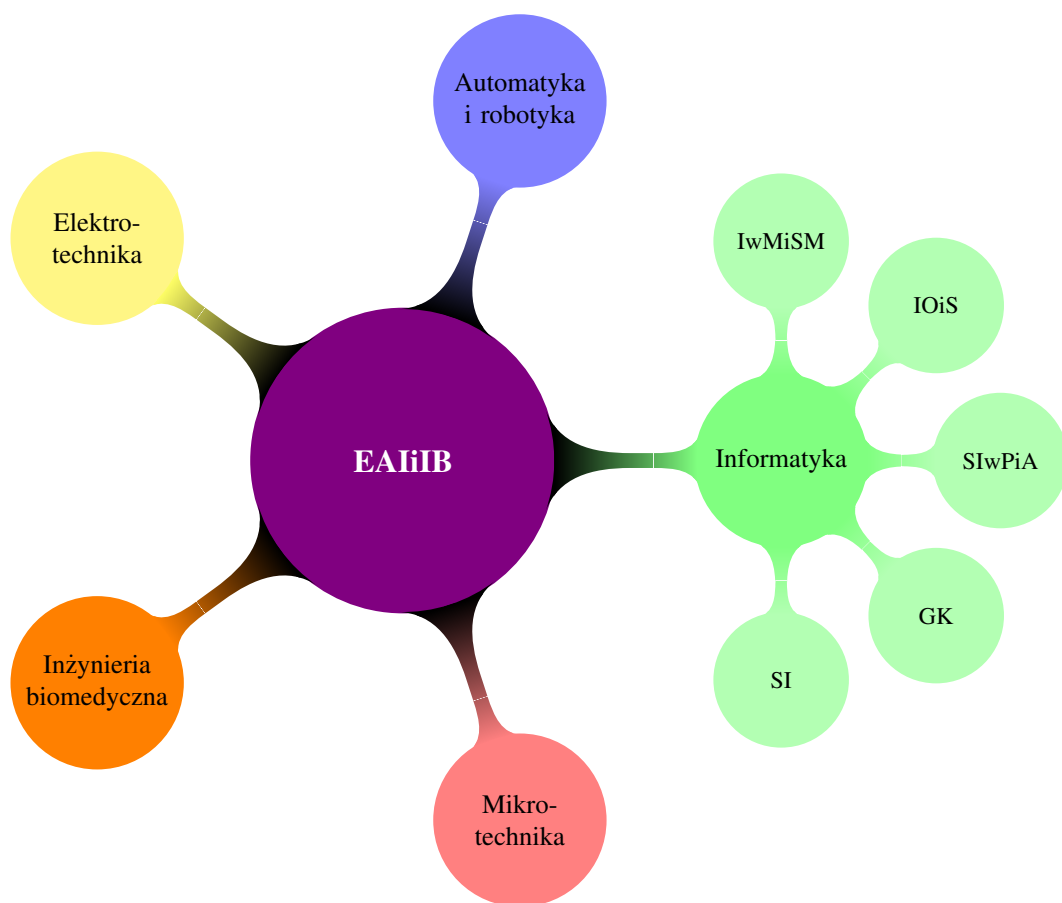 Automatyka
i robotyka
Elektro-
technika
IwMiSM
IOiS
EAIiIB
Informatyka
SIwPiA
GK
Inżynieria
biomedyczna
SI
Mikro-
technika